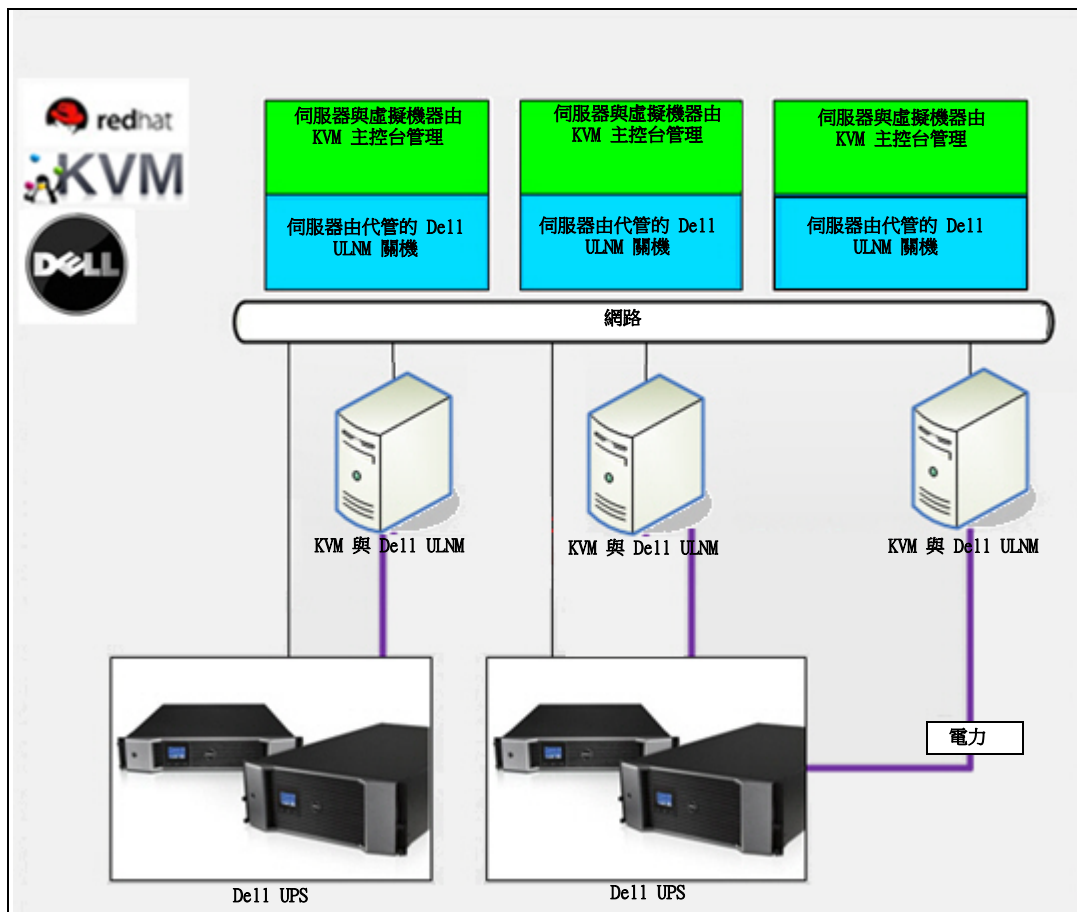 redhat
KVM
DELL
伺服器與虛擬機器由
KVM 主控台管理
伺服器與虛擬機器由
KVM 主控台管理
伺服器與虛擬機器由
KVM 主控台管理
伺服器由代管的 Dell
ULNM 關機
伺服器由代管的 Dell
ULNM 關機
伺服器由代管的 Dell
ULNM 關機
網路
KVM 與 Dell ULNM
KVM 與 Dell ULNM
KVM 與 Dell ULNM
電力
Dell UPS
Dell UPS